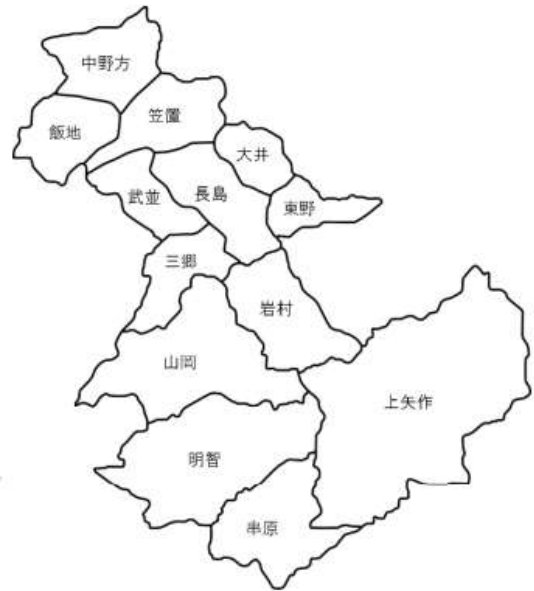 中野方
笠置
飯地
大井
武並
長島
東野
三郷
岩村
山岡
上矢作
明智
串原